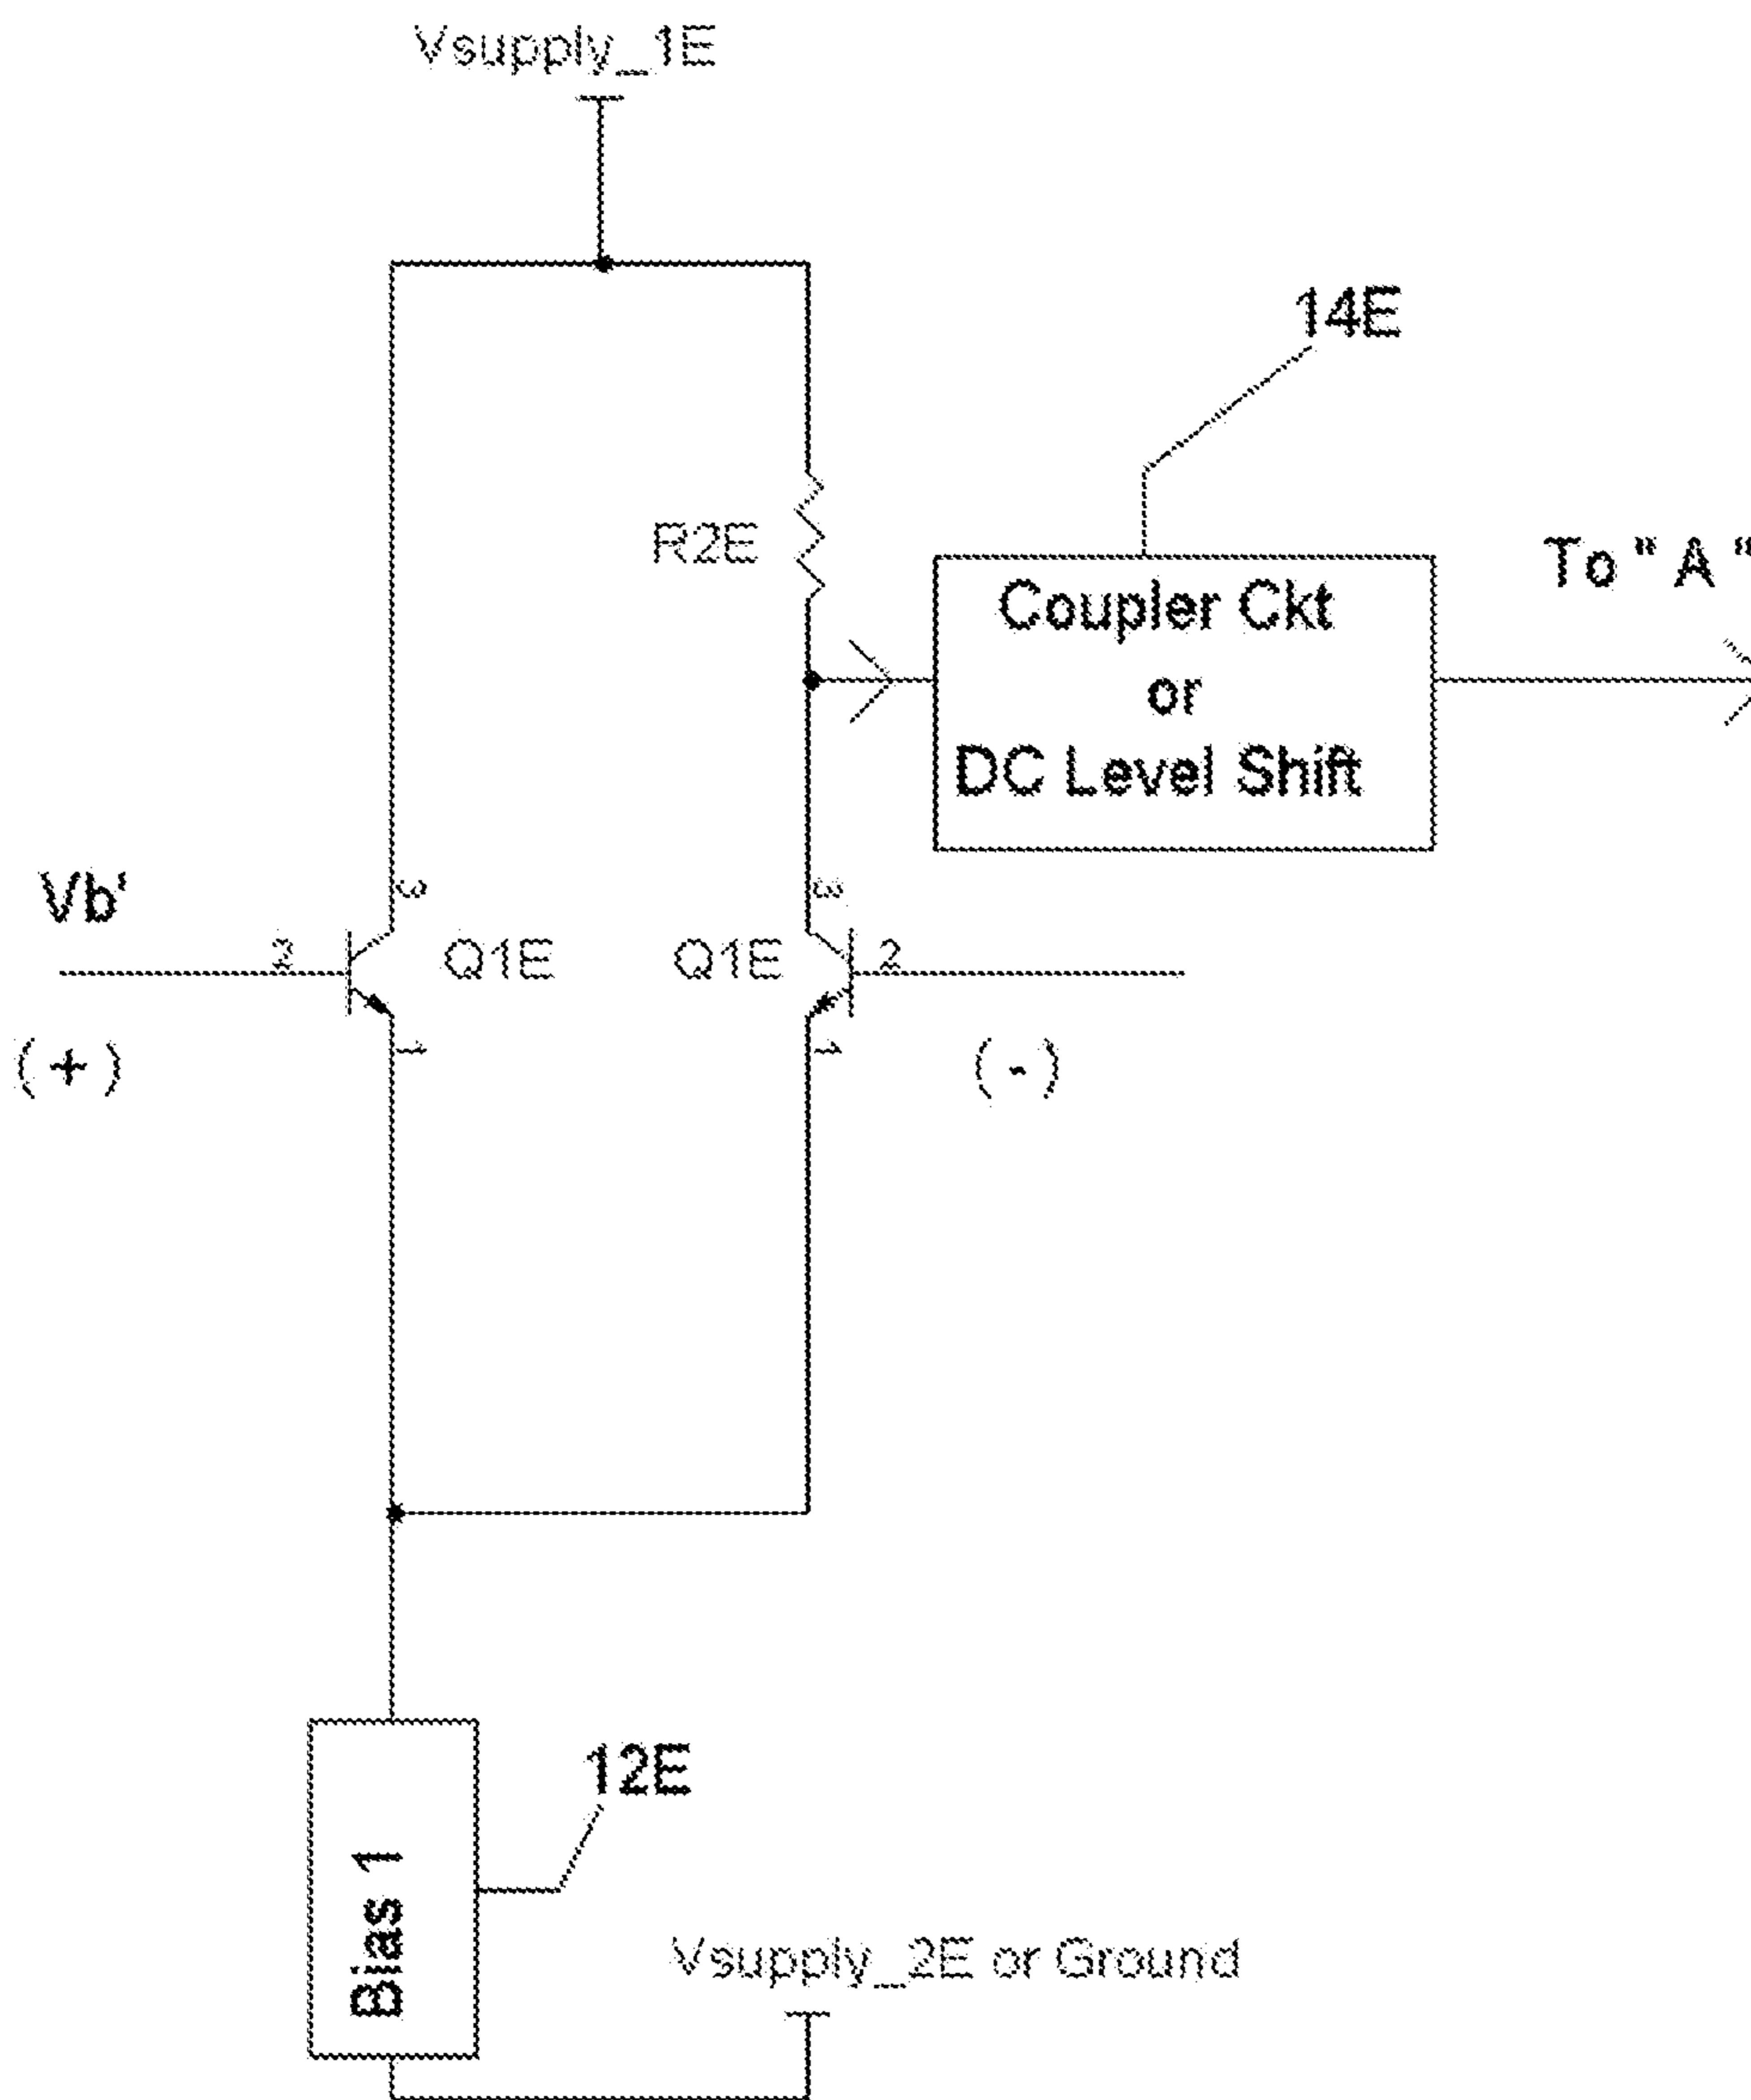 Vsupply_1E
14E
R2E
To "A"
Coupler Ckt
or
DC Level Shift
Vb'
3
3
2
Q1E
Q1E
2
(+)
1
1
(-)
12E
Bias 1
Vsupply_2E or Ground